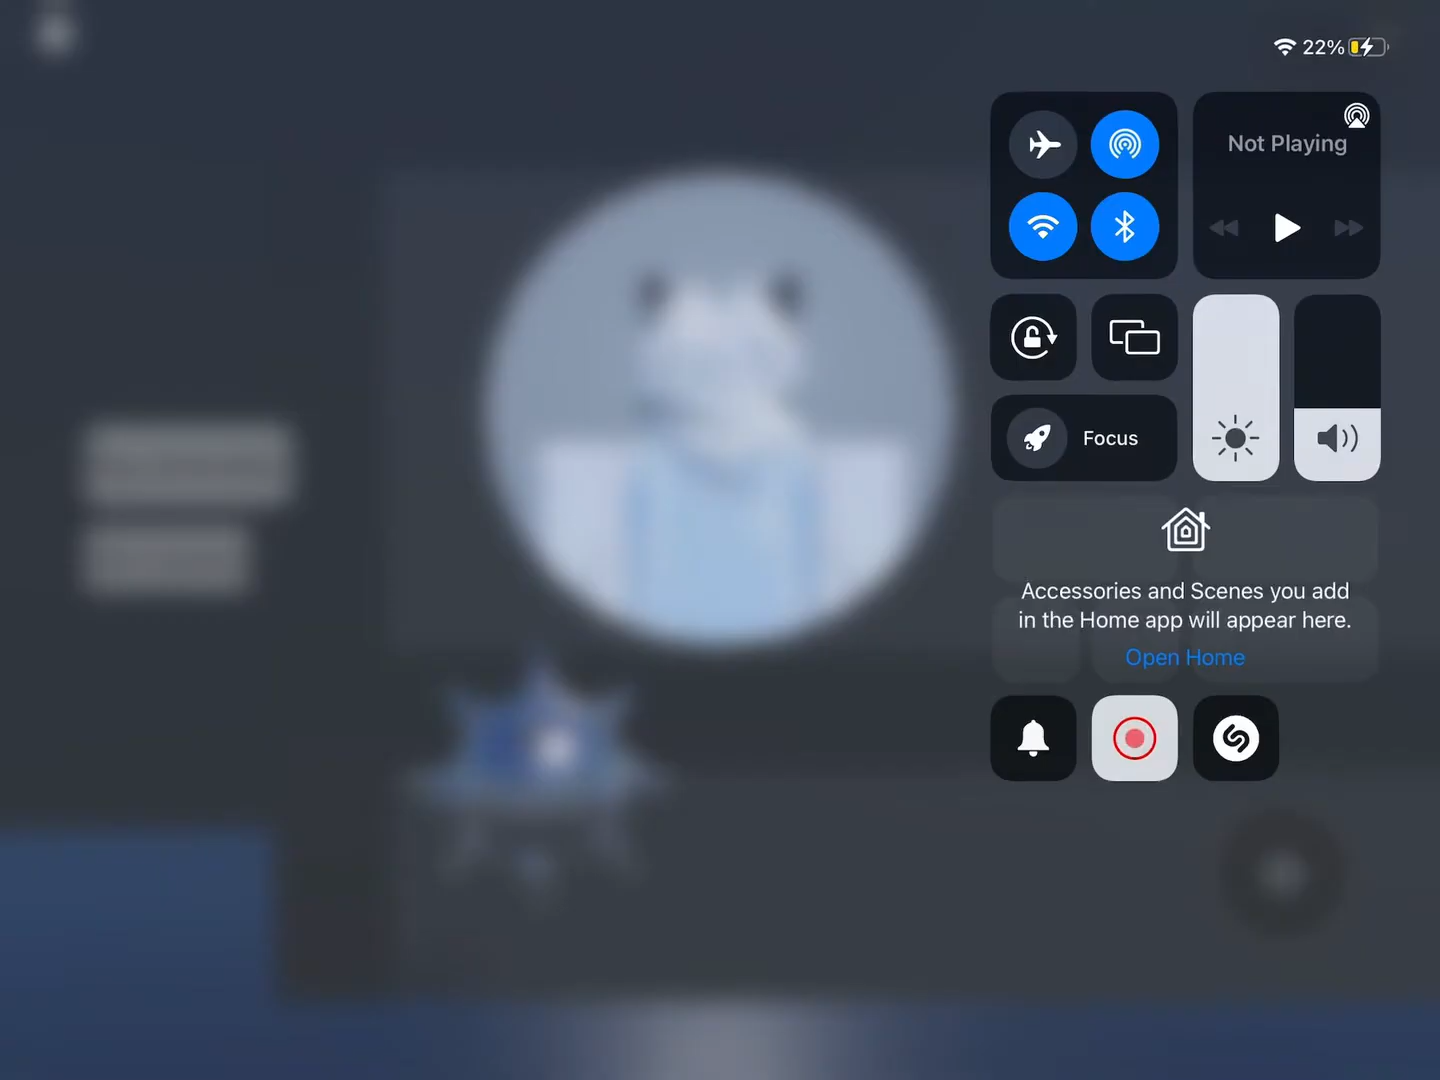 22%
Not Playing
Focus
Accessories and Scenes you add
in the Home app will appear here.
Open Home